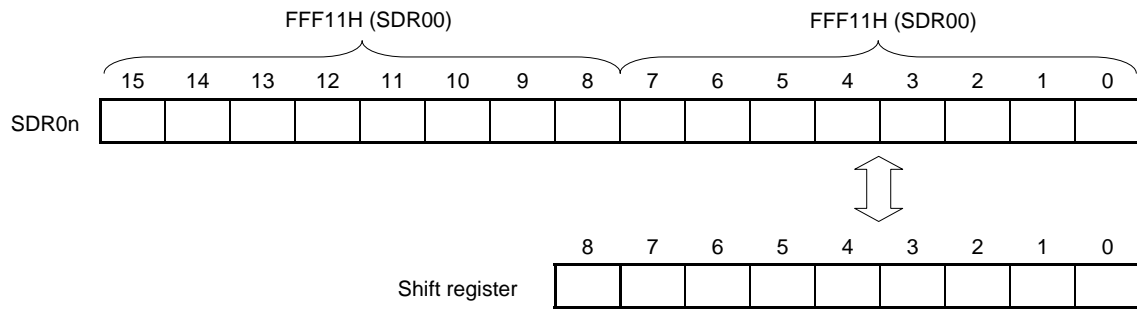 FFF11H (SDR00) FFF11H (SDR00)
15 14 13 12 11 10 9 8 7 6 5 4 3 2 1 0
SDR0n
8 7 6 5 4 3 2 1 0
Shift register